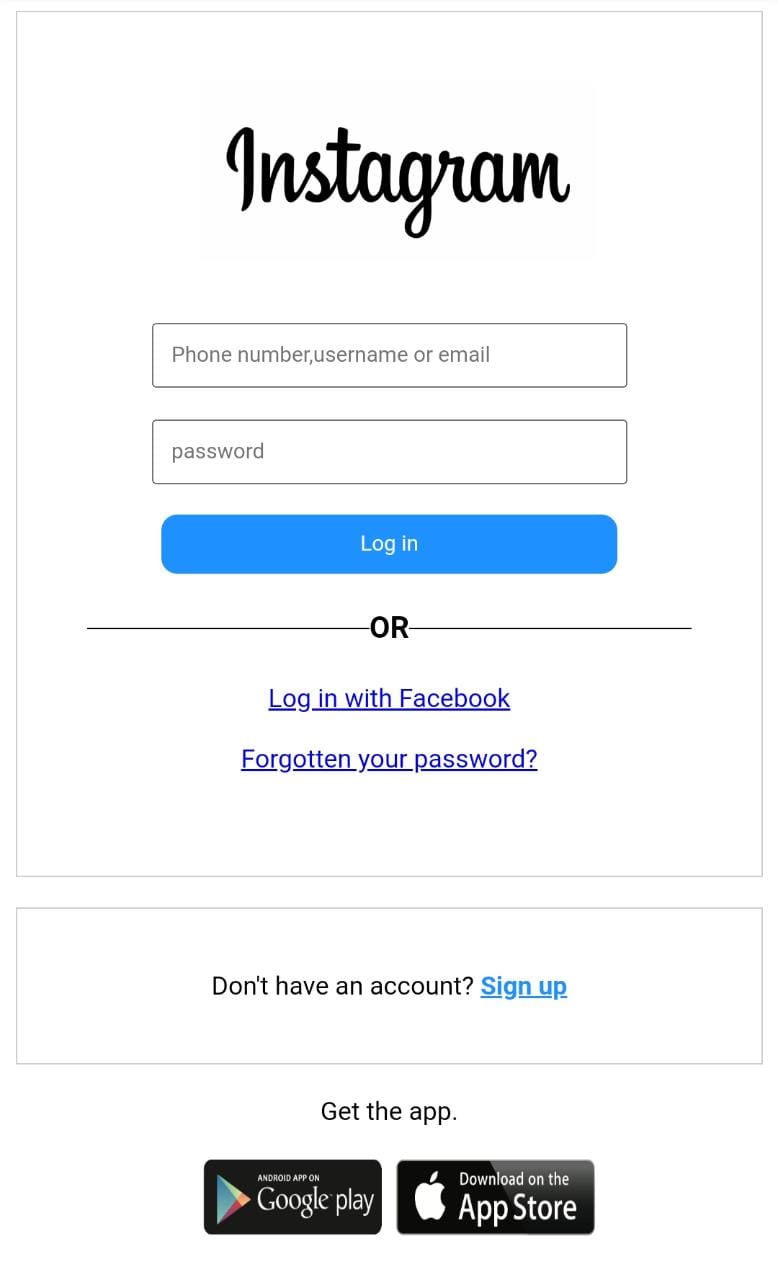 Instagram
Phone number,username or email
password
Log in
OR
Log in with Facebook
Forgotten your password?
Don't have an account? Sign up
Get the app.
ANDROID APP ON
Google play
Download on the
App Store